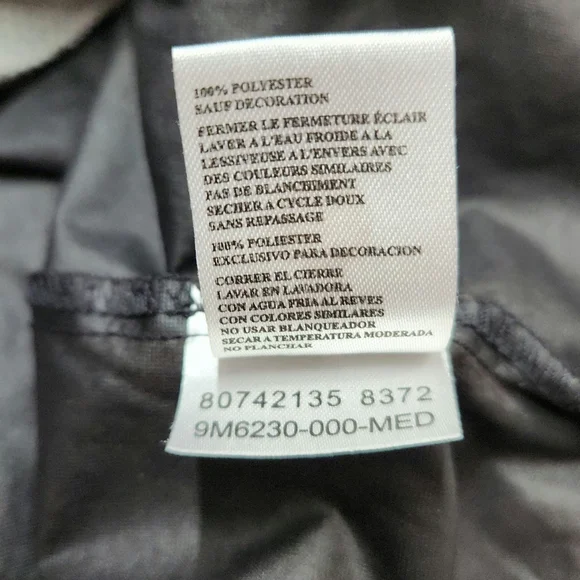 100% POLYESTER
SAUF DECORATION
FERMER LE FERMETURE ÉCLAIR
LAVER A L'EAU FROIDE A LA
LESSIVEUSE A L'ENVERS AVEC
DES COULEURS SIMILAIRES
PAS DE BLANCHIMENT
SECHER A CYCLE DOUX
SANS REPASSAGE
100% POLIESTER
EXCLUSIVO PARA DECORACION
CORRER EL CIERRE
LAVAR EN LAVADORA
CON AGUA FRIA AL REVES
CON COLORES SIMILARES
NO USAR BLANQUEADOR
SECAR A TEMPERATURA MODERADA
NO PLANCHAR
80742135 8372
9M6230-000-MED